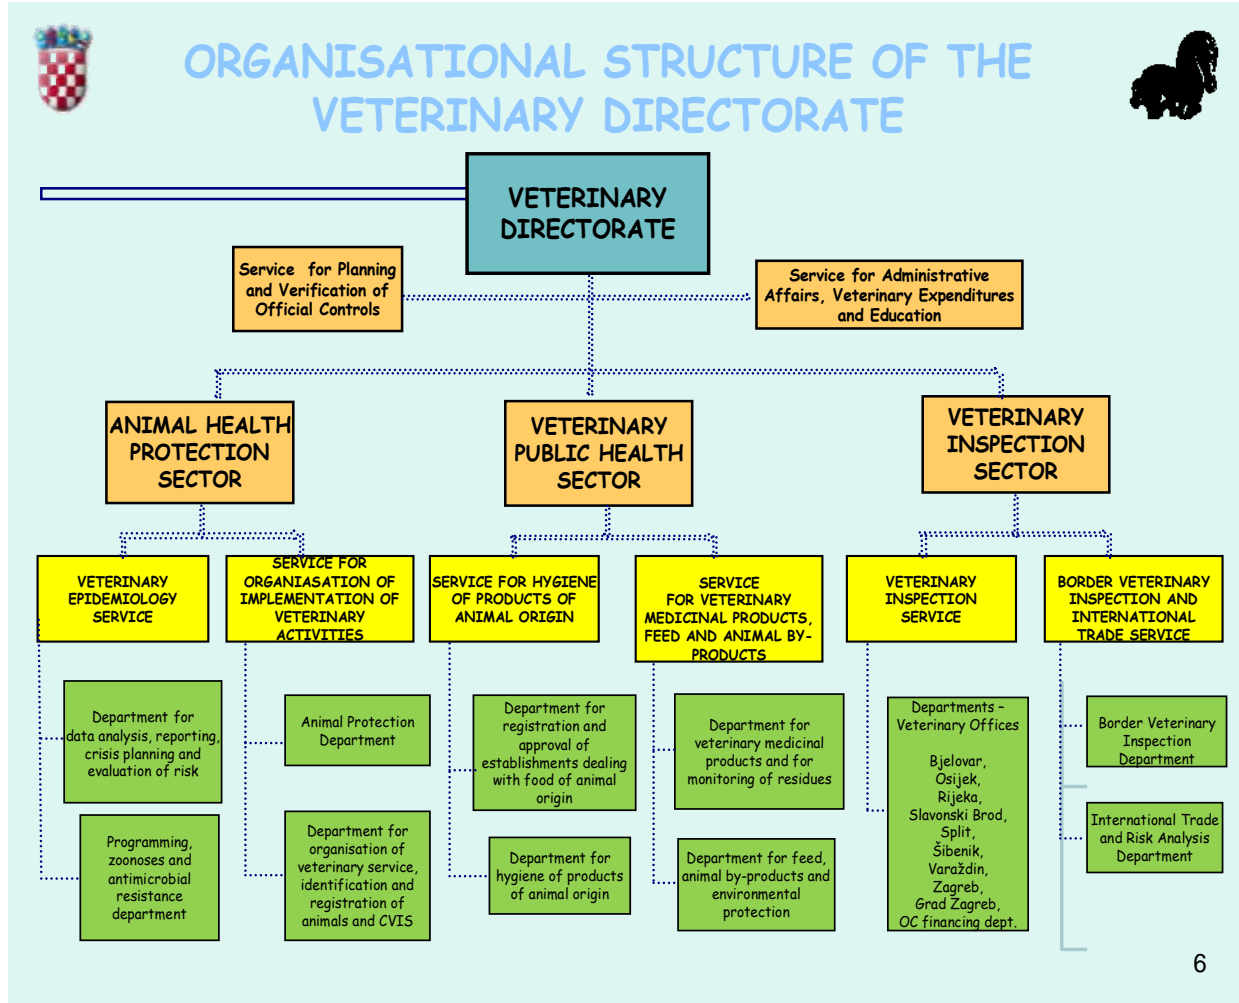 ORGANISATIONAL STRUCTURE OF THE
VETERINARY DIRECTORATE
VETERINARY
DIRECTORATE
Service for Planning
and Verification of
Official Controls
Service for Administrative
Affairs, Veterinary Expenditures
and Education
ANIMAL HEALTH
PROTECTION
SECTOR
VETERINARY
PUBLIC HEALTH
SECTOR
VETERINARY
INSPECTION
SECTOR
VETERINARY
EPIDEMIOLOGY
SERVICE
SERVICE FOR
ORGANIASATION OF
IMPLEMENTATION OF
VETERINARY
ACTIVITIES
SERVICE FOR HYGIENE
OF PRODUCTS OF
ANIMAL ORIGIN
SERVICE
FOR VETERINARY
MEDICINAL PRODUCTS,
FEED AND ANIMAL BY-
PRODUCTS
VETERINARY
INSPECTION
SERVICE
BORDER VETERINARY
INSPECTION AND
INTERNATIONAL
TRADE SERVICE
Department for
data analysis, reporting,
crisis planning and
evaluation of risk
Programming,
zoonoses and
antimicrobial
resistance
department
Animal Protection
Department
Department for
organisation of
veterinary service,
identification and
registration of
animals and CVIS
Department for
registration and
approval of
establishments dealing
with food of animal
origin
Department for
hygiene of products
of animal origin
Department for
veterinary medicinal
products and for
monitoring of residues
Department for feed,
animal by-products and
environmental
protection
Departments –
Veterinary Offices
Bjelovar,
Osijek,
Rijeka,
Slavonski Brod,
Split,
Šibenik,
Varaždin,
Zagreb,
Grad Zagreb,
OC financing dept.
Border Veterinary
Inspection
Department
International Trade
and Risk Analysis
Department
6